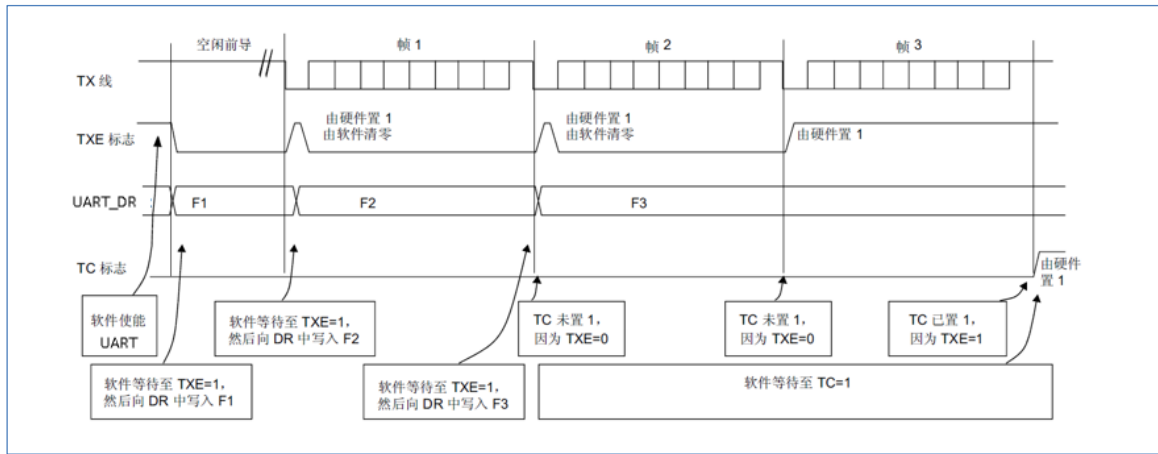 空闲前导
帧 1
帧 2
帧 3
TX 线
由硬件置 1
由软件清零
由硬件置 1
由软件清零
TXE 标志
由硬件置 1
UART_DR
F1
F2
F3
TC 标志
由硬件
置 1
软件使能
UART
软件等待至 TXE=1,
然后向 DR 中写入 F2
TC 未置 1,
因为 TXE=0
TC 未置 1,
因为 TXE=0
TC 已置 1,
因为 TXE=1
软件等待至 TXE=1,
然后向 DR 中写入 F1
软件等待至 TXE=1,
然后向 DR 中写入 F3
软件等待至 TC=1